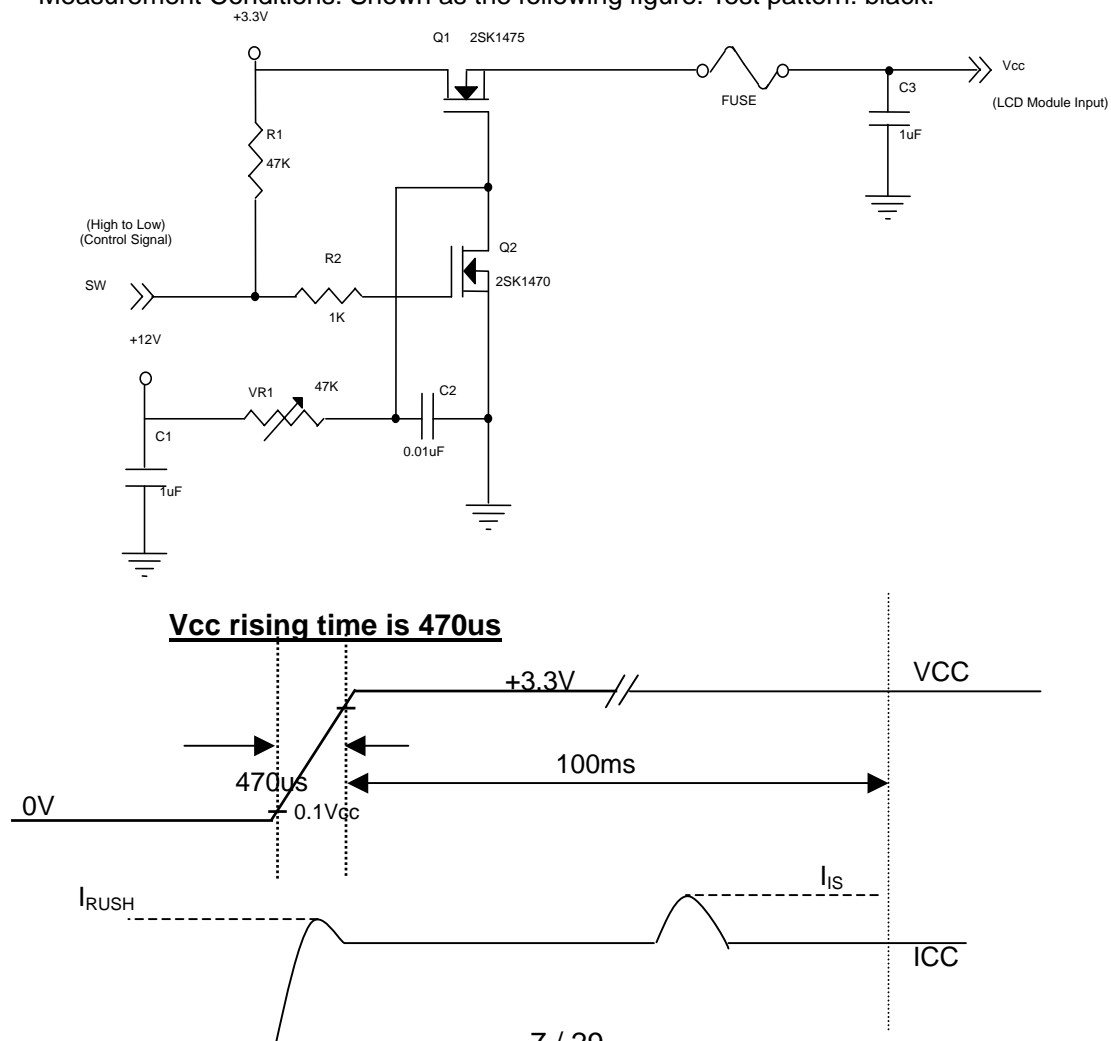 Measurement Conditions: Shown as the following figure. Test pattern: black.
+3.3V
Q1 2SK1475
Vcc
FUSE
C3
(LCD Module Input)
R1
1uF
47K
(High to Low)
(Control Signal)
Q2
R2
2SK1470
SW
1K
+12V
VR1 47K
C2
C1
0.01uF
1uF
Vcc rising time is 470us
+3.3V
VCC
100ms
470us
0V
0.1Vcc
IIS
IRUSH
ICC
7 / 29